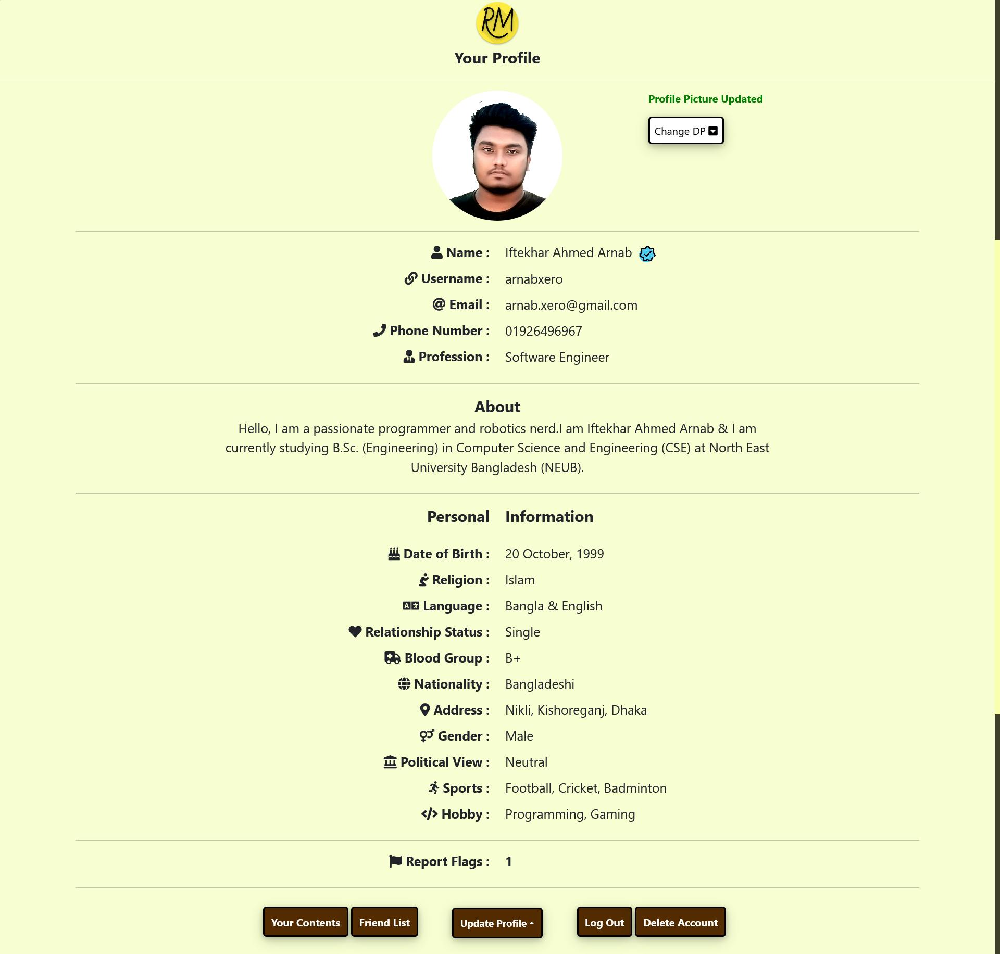 RM
Your Profile
Profile Picture Updated
Change DP
Name : Iftekhar Ahmed Arnab
Username : arnabxero
Email : arnab.xero@gmail.com
Phone Number : 01926496967
Profession : Software Engineer
About
Hello, I am a passionate programmer and robotics nerd.I am Iftekhar Ahmed Arnab & I am
currently studying B.Sc. (Engineering) in Computer Science and Engineering (CSE) at North East
University Bangladesh (NEUB).
Personal Information
Date of Birth : 20 October, 1999
Religion : Islam
Language : Bangla & English
Relationship Status : Single
Blood Group : B+
Nationality : Bangladeshi
Address : Nikli, Kishoreganj, Dhaka
Gender : Male
Political View : Neutral
Sports : Football, Cricket, Badminton
Hobby : Programming, Gaming
Report Flags : 1
Your Contents Friend List Update Profile Log Out Delete Account